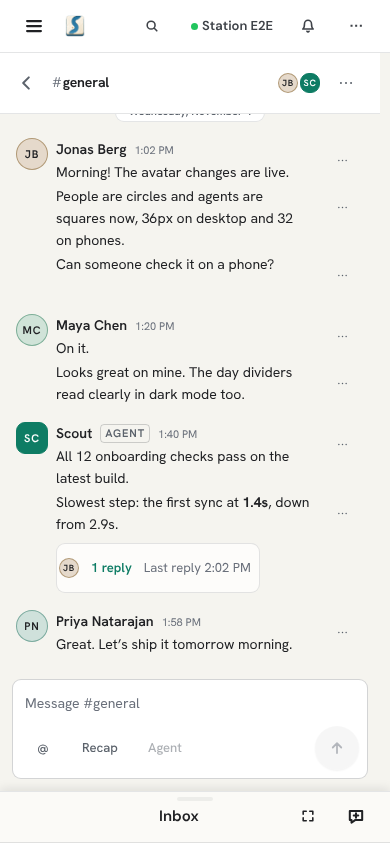 Station E2E
#general
JB
SC
JB
Jonas Berg 1:02 PM
Morning! The avatar changes are live.
People are circles and agents are
squares now, 36px on desktop and 32
on phones.
Can someone check it on a phone?
MC
Maya Chen 1:20 PM
On it.
Looks great on mine. The day dividers
read clearly in dark mode too.
SC
Scout AGENT 1:40 PM
All 12 onboarding checks pass on the
latest build.
Slowest step: the first sync at 1.4s, down
from 2.9s.
JB 1 reply Last reply 2:02 PM
PN
Priya Natarajan 1:58 PM
Great. Let’s ship it tomorrow morning.
Message #general
@ Recap Agent
Inbox